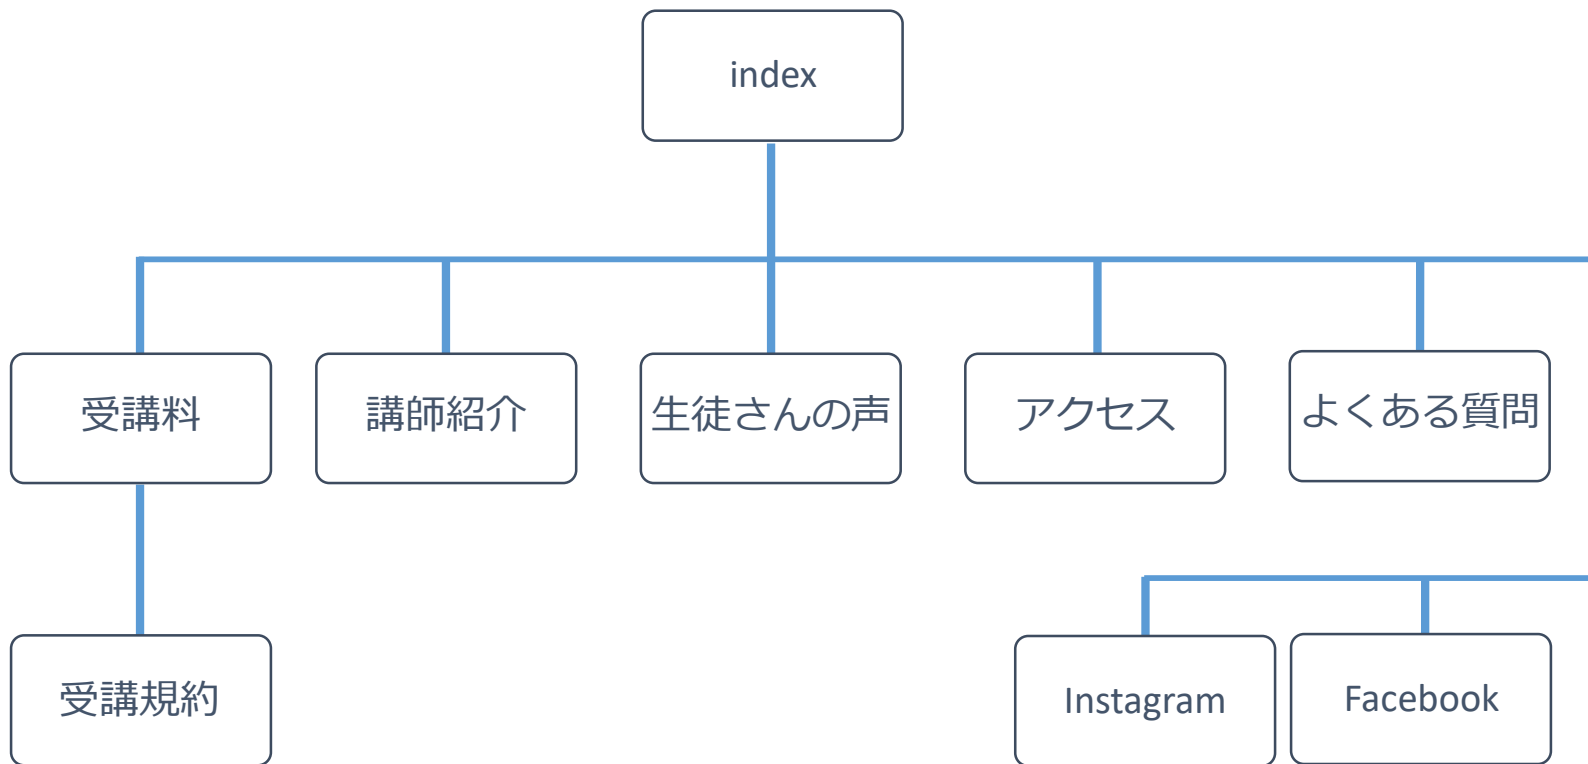 index
受講料
講師紹介
生徒さんの声
アクセス
よくある質問
受講規約
Instagram
Facebook